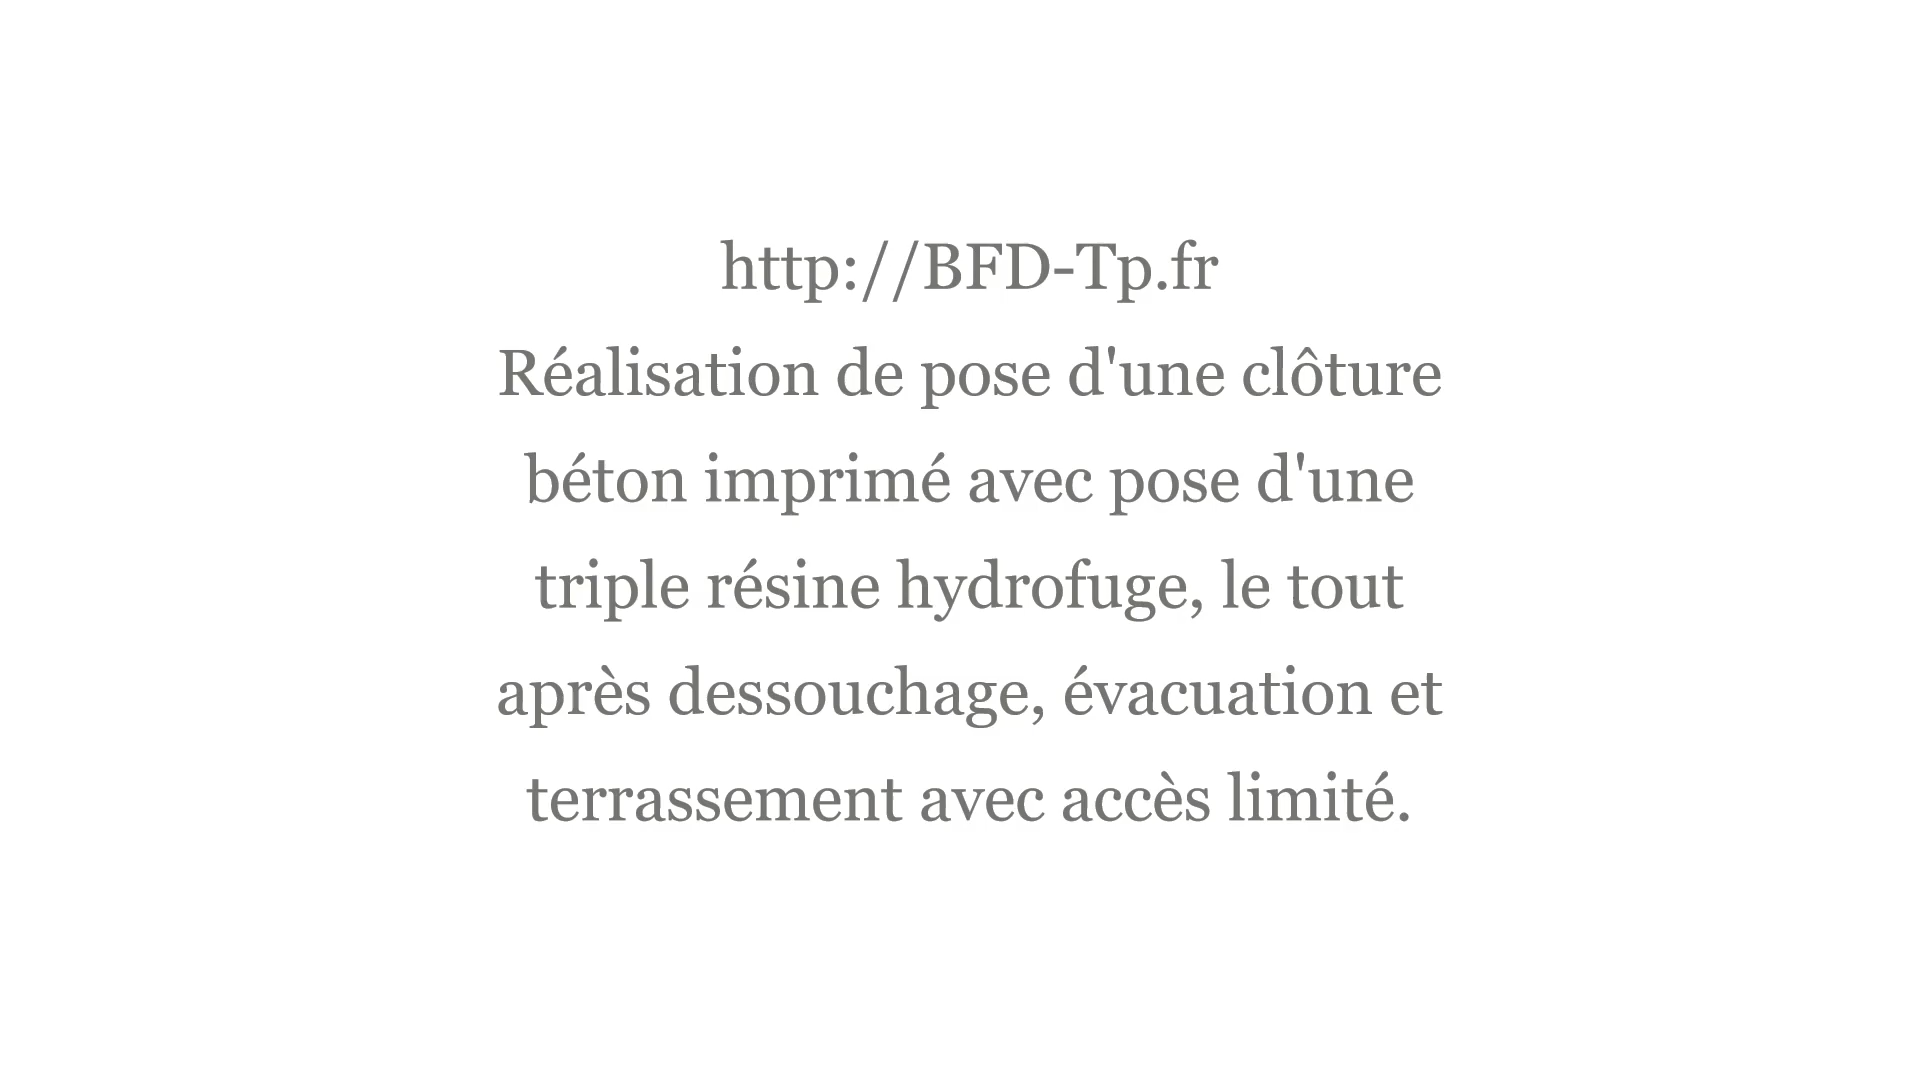 http://BFD-Tp.fr
Réalisation de pose d'une clôture
béton imprimé avec pose d'une
triple résine hydrofuge, le tout
après dessouchage, évacuation et
terrassement avec accès limité.